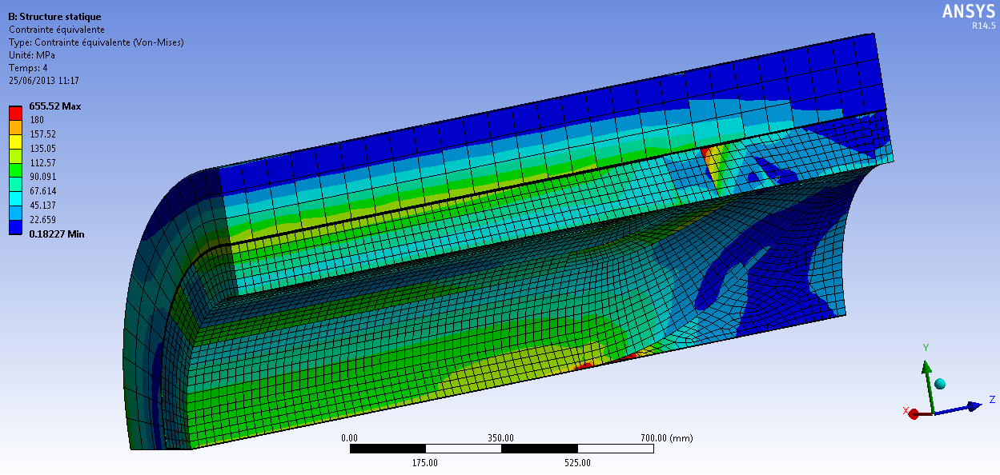 B: Structure statique
Contrainte équivalente
Type: Contrainte équivalente (Von-Mises)
Unité: MPa
Temps: 4
25/06/2013 11:17
ANSYS
R14.5
655.52 Max
180
157.52
135.05
112.57
90.091
67.614
45.137
22.659
0.18227 Min
0.00 350.00 700.00 (mm)
175.00 525.00
Y
Z
X